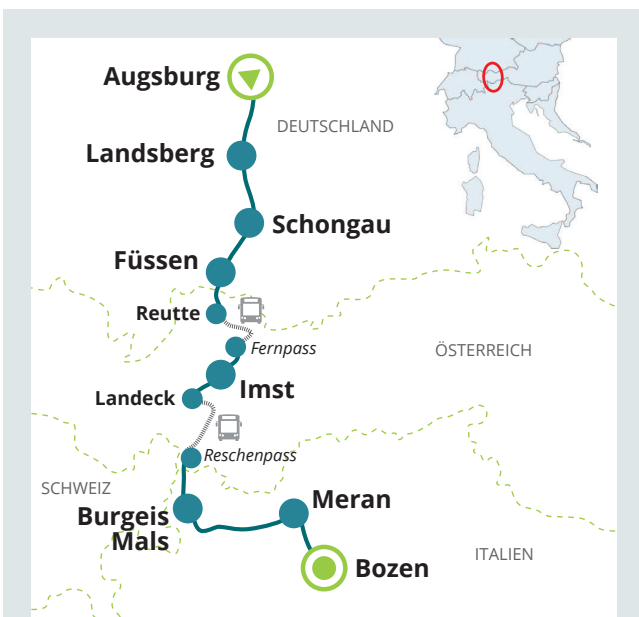 Augsburg
DEUTSCHLAND
Landsberg
Schongau
Füssen
Reutte
Fernpass
ÖSTERREICH
Imst
Landeck
Reschenpass
SCHWEIZ
Meran
Burgeis
Mals
ITALIEN
Bozen